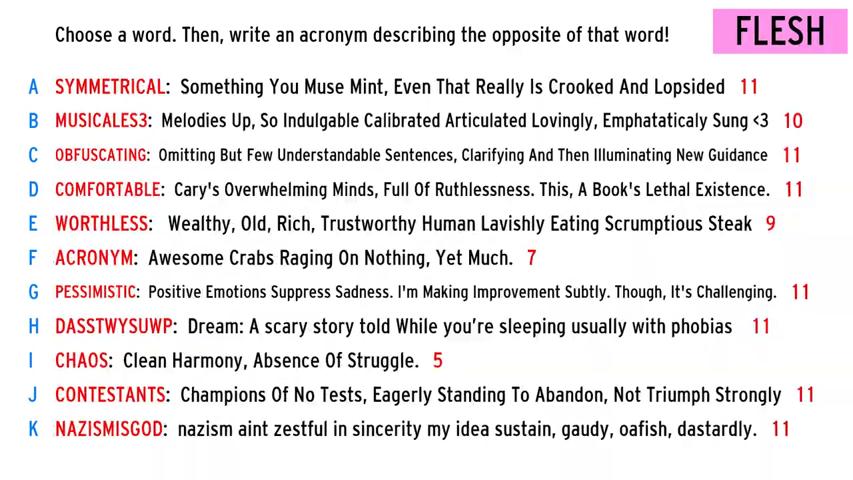 Choose a word. Then, write an acronym describing the opposite of that word!
FLESH
A SYMMETRICAL: Something You Muse Mint, Even That Really Is Crooked And Lopsided 11
B MUSICALES3: Melodies Up, So Indulgable Calibrated Articulated Lovingly, Emphataticaly Sung <3 10
C OBFUSCATING: Omitting But Few Understandable Sentences, Clarifying And Then Illuminating New Guidance 11
D COMFORTABLE: Cary's Overwhelming Minds, Full Of Ruthlessness. This, A Book's Lethal Existence. 11
E WORTHLESS: Wealthy, Old, Rich, Trustworthy Human Lavishly Eating Scrumptious Steak 9
F ACRONYM: Awesome Crabs Raging On Nothing, Yet Much. 7
G PESSIMISTIC: Positive Emotions Suppress Sadness. I'm Making Improvement Subtly. Though, It's Challenging. 11
H DASSTWYSUWP: Dream: A scary story told While you're sleeping usually with phobias 11
I CHAOS: Clean Harmony, Absence Of Struggle. 5
J CONTESTANTS: Champions Of No Tests, Eagerly Standing To Abandon, Not Triumph Strongly 11
K NAZISMISGOD: nazism aint zestful in sincerity my idea sustain, gaudy, oafish, dastardly. 11